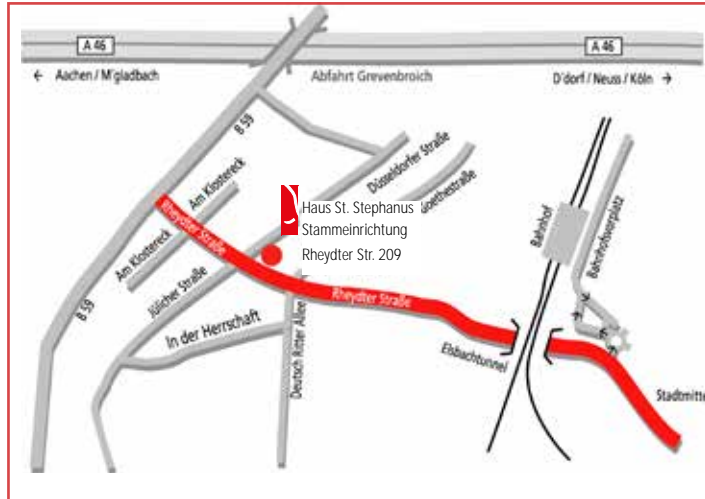 A 46
A 46
← Aachen / M'gladbach
Abfahrt Grevenbroich
D'dorf / Neuss / Köln →
B 59
Düsseldorfer Straße
Am Klostereck
Rheydter Straße
Haus St. Stephanus
Stammeinrichtung
Rheydter Str. 209
Bahnhof
Bahnhofsvorplatz
Am Klostereck
Jülicher Straße
B 59
In der Herrschaft
Deutsch Ritter Allee
Rheydter Straße
Elsbachtunnel
Stadtmitte